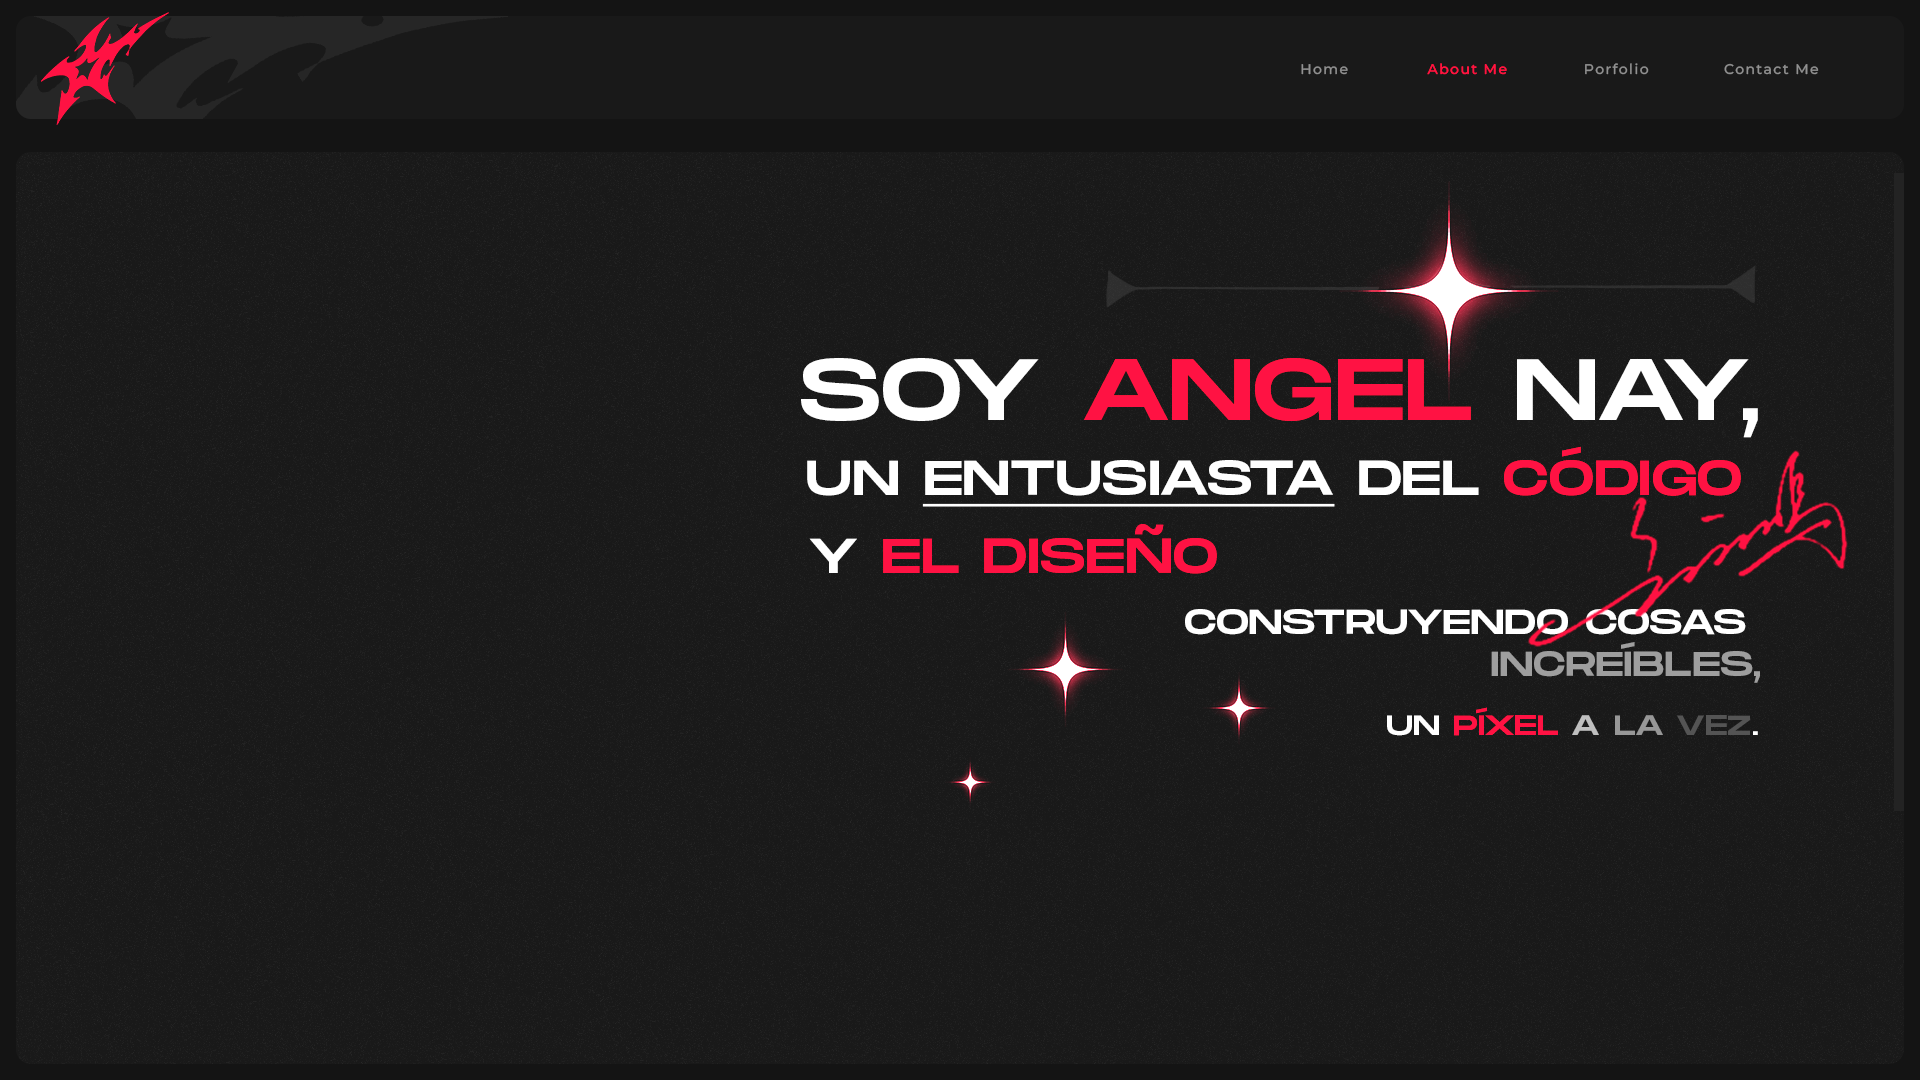 Home About Me Porfolio Contact Me
SOY ANGEL NAY,
UN ENTUSIASTA DEL CÓDIGO
Y EL DISEÑO
CONSTRUYENDO COSAS
INCREÍBLES,
UN PÍXEL A LA VEZ.